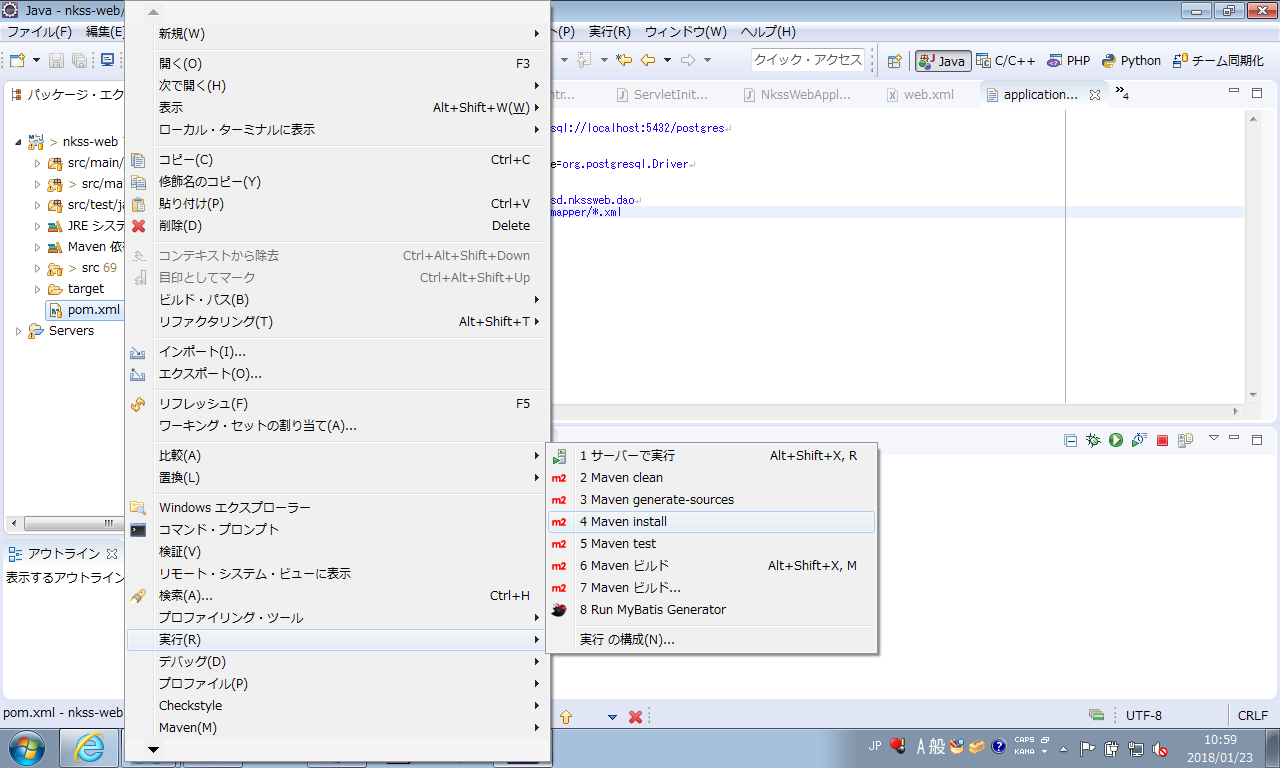 Java - nkss-web/
ファイル(F) 編集(E)
(P) 実行(R) ウィンドウ(W) ヘルプ(H)
クイック・アクセス
Java
C/C++
PHP
Python
チーム同期化
パッケージ・エク
> nkss-web
src/main/
> src/ma
src/test/ja
JRE システ
Maven 依
> src 69
target
pom.xml
Servers
アウトライン
表示するアウトライン
pom.xml - nkss-web
新規(W)
開く(O) F3
次で開く(H)
表示 Alt+Shift+W(W)
ローカル・ターミナルに表示
コピー(C) Ctrl+C
修飾名のコピー(Y)
貼り付け(P) Ctrl+V
削除(D) Delete
コンテキストから除去 Ctrl+Alt+Shift+Down
目印としてマーク Ctrl+Alt+Shift+Up
ビルド・パス(B)
リファクタリング(T) Alt+Shift+T
インポート(I)...
エクスポート(O)...
リフレッシュ(F) F5
ワーキング・セットの割り当て(A)...
比較(A)
置換(L)
Windows エクスプローラー
コマンド・プロンプト
検証(V)
リモート・システム・ビューに表示
検索(A)... Ctrl+H
プロファイリング・ツール
実行(R)
デバッグ(D)
プロファイル(P)
Checkstyle
Maven(M)
ntr...
ServletInit...
NkssWebAppl...
web.xml
application...
4
sql://localhost:5432/postgres
e=org.postgresql.Driver
sd.nkssweb.dao
mapper/*.xml
1 サーバーで実行 Alt+Shift+X, R
m2 2 Maven clean
m2 3 Maven generate-sources
m2 4 Maven install
m2 5 Maven test
m2 6 Maven ビルド Alt+Shift+X, M
m2 7 Maven ビルド...
8 Run MyBatis Generator
実行 の構成(N)...
UTF-8
CRLF
JP
A 般
CAPS
KANA
10:59
2018/01/23